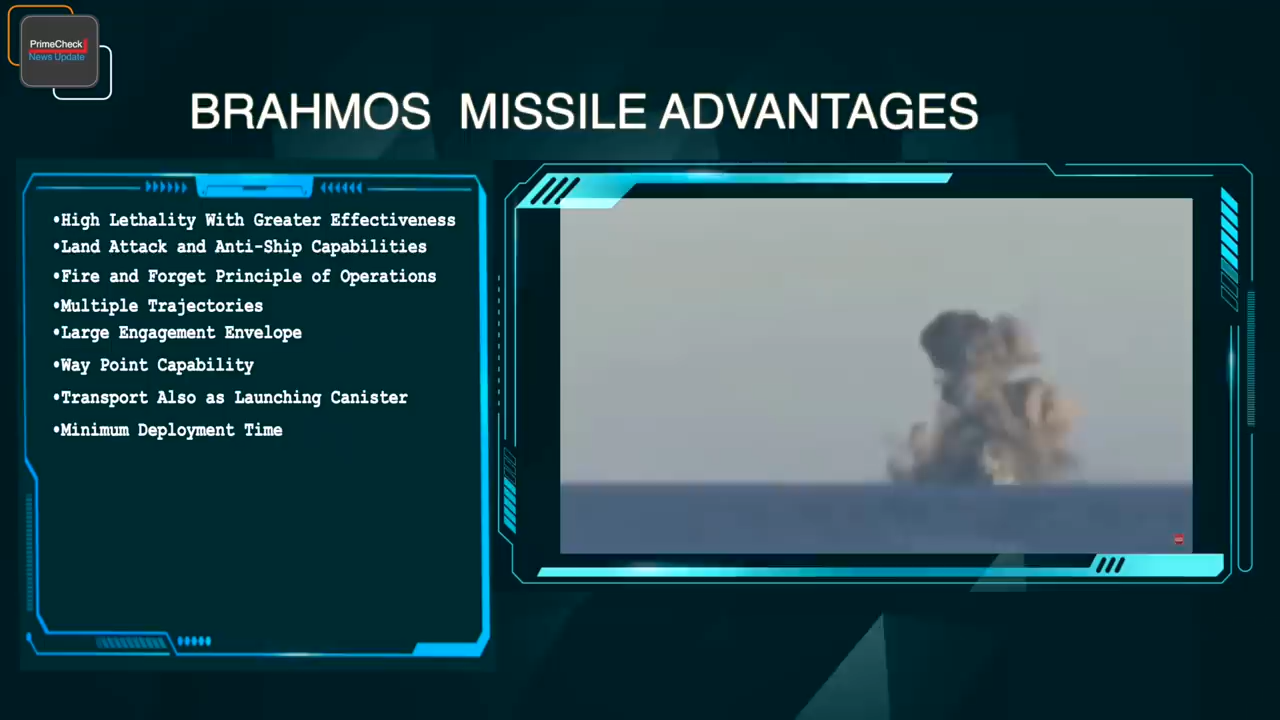 PrimeCheck
News Update
BRAHMOS MISSILE ADVANTAGES
•High Lethality With Greater Effectiveness
•Land Attack and Anti-Ship Capabilities
•Fire and Forget Principle of Operations
•Multiple Trajectories
•Large Engagement Envelope
•Way Point Capability
•Transport Also as Launching Canister
•Minimum Deployment Time